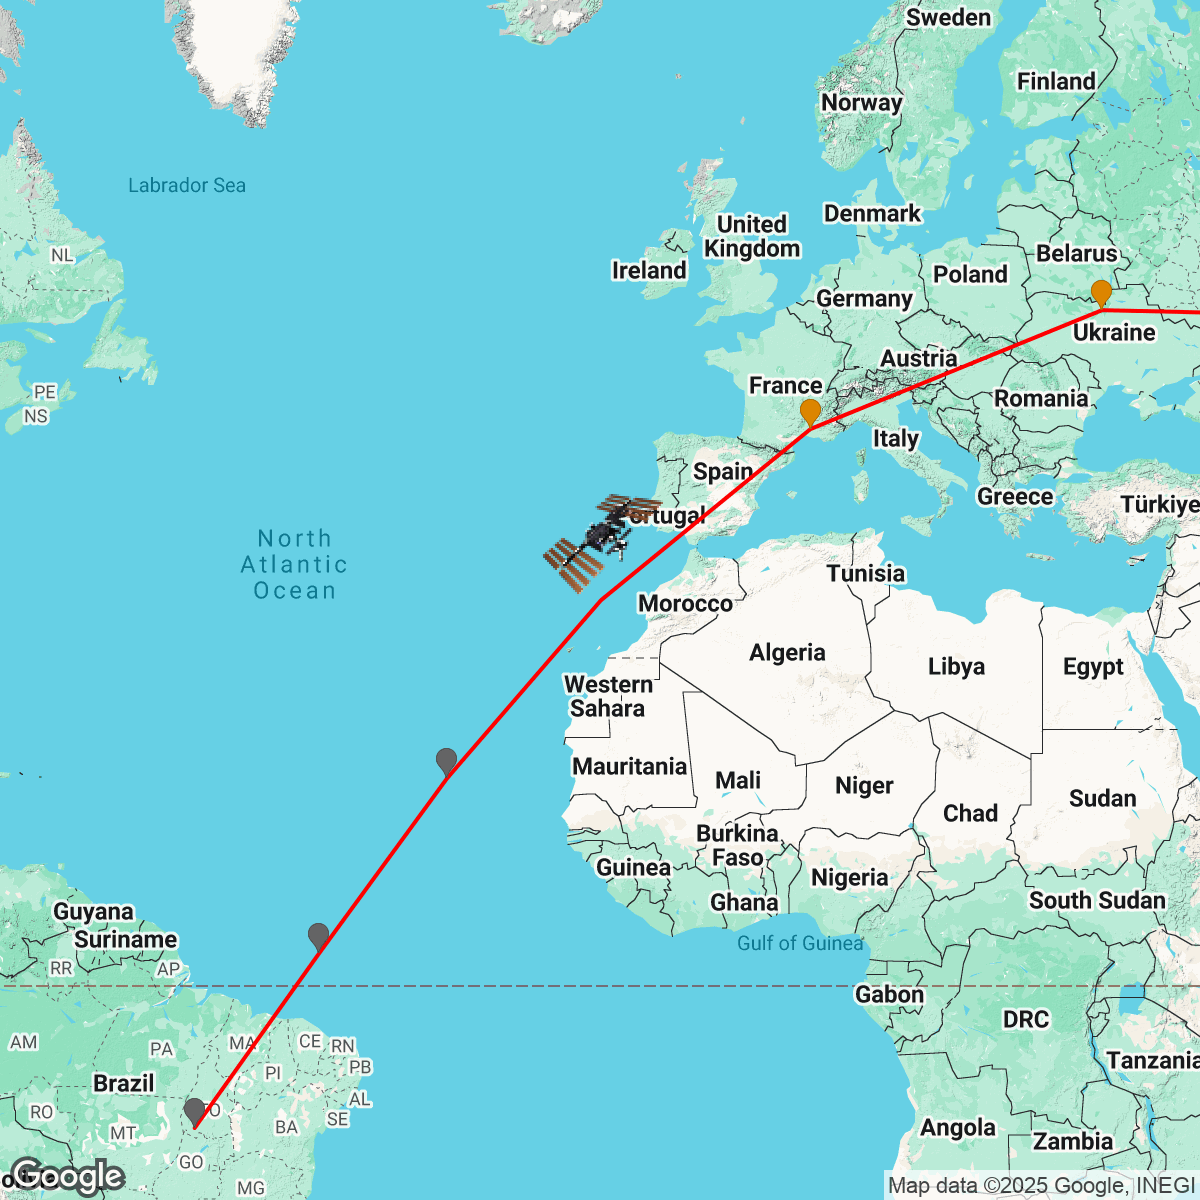 Sweden
Finland
Norway
Labrador Sea
Denmark
United
Kingdom
Belarus
NL
Ireland
Poland
Germany
Ukraine
Austria
France
PE
Romania
NS
Italy
Spain
Greece
Türkiye
ortugal
North
Atlantic
Ocean
Tunisia
Morocco
Algeria
Libya
Egypt
Western
Sahara
Mauritania
Mali
Niger
Sudan
Chad
Burkina
Faso
Guinea
Nigeria
Ghana
South Sudan
Guyana
Suriname
Gulf of Guinea
RR
AP
Gabon
DRC
AM
PA
MA
CE
RN
Tanzania
PI
PB
Brazil
AL
RO
TO
SE
MT
BA
Angola
Zambia
GO
Google
MG
Map data ©2025 Google, INEGI